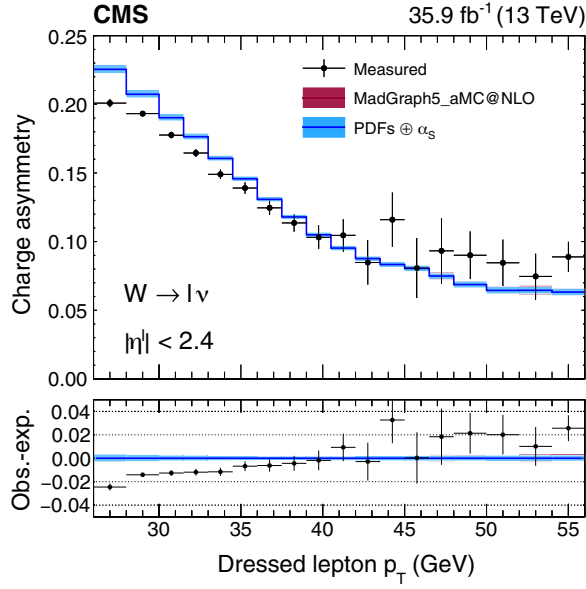 CMS 35.9 fb⁻¹ (13 TeV)
0.25
0.20
0.15
0.10
0.05
0.00
Charge asymmetry
Measured
MadGraph5_aMC@NLO
PDFs ⊕ αS
W → l ν
|ηˡ| < 2.4
0.04
0.02
0.00
−0.02
−0.04
Obs.-exp.
30 35 40 45 50 55
Dressed lepton pT (GeV)